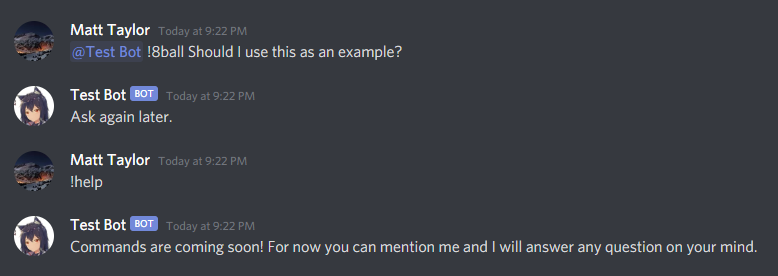 Matt Taylor Today at 9:22 PM
@Test Bot !8ball Should I use this as an example?
Test Bot BOT Today at 9:22 PM
Ask again later.
Matt Taylor Today at 9:22 PM
!help
Test Bot BOT Today at 9:22 PM
Commands are coming soon! For now you can mention me and I will answer any question on your mind.